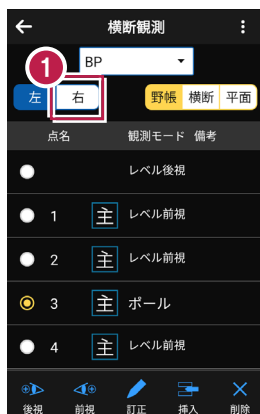 横断観測
1
BP
左 右 野帳 横断 平面
点名 観測モード 備考
レベル後視
1 主 レベル前視
2 主 レベル前視
3 主 ポール
4 主 レベル前視
後視 前視 訂正 挿入 削除